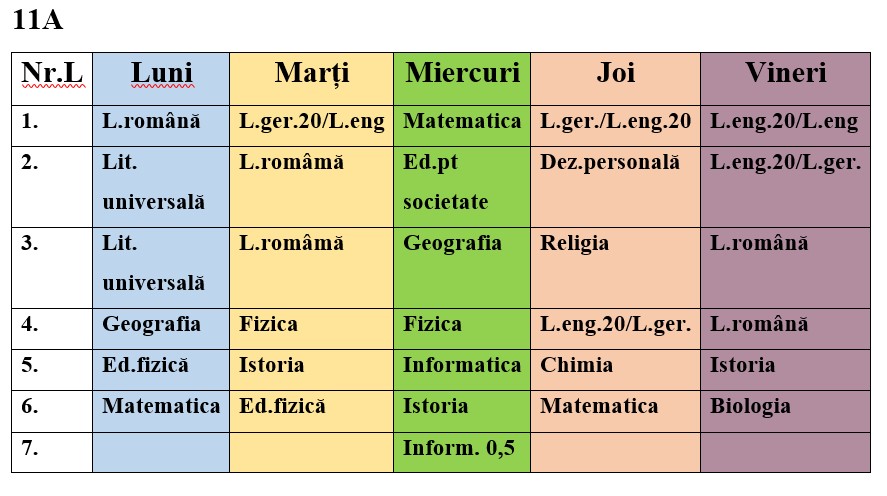 11A
Nr.L Luni Marți Miercuri Joi Vineri
1. L.română L.ger.20/L.eng Matematica L.ger./L.eng.20 L.eng.20/L.eng
2. Lit. L.romămă Ed.pt Dez.personală L.eng.20/L.ger.
universală societate
3. Lit. L.romămă Geografia Religia L.română
universală
4. Geografia Fizica Fizica L.eng.20/L.ger. L.română
5. Ed.fizică Istoria Informatica Chimia Istoria
6. Matematica Ed.fizică Istoria Matematica Biologia
7. Inform. 0,5